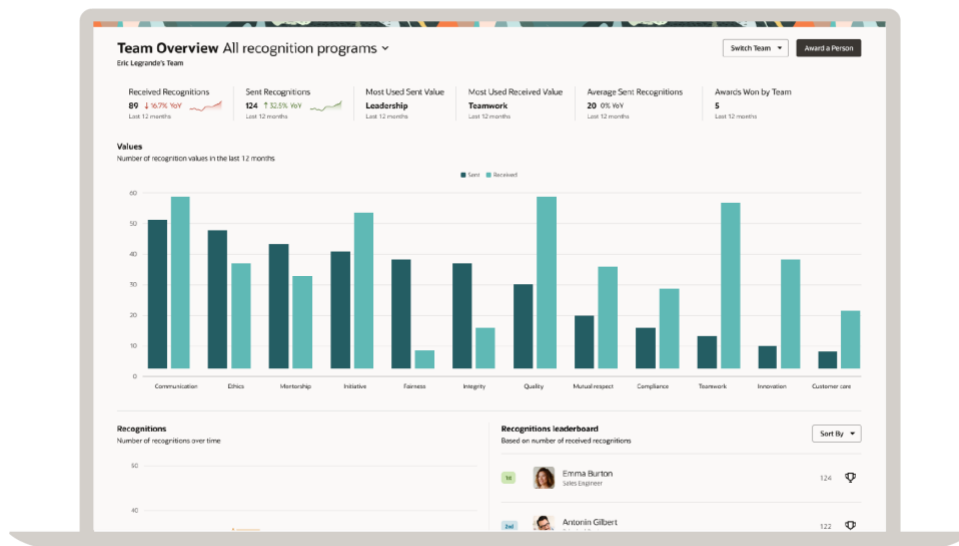 Team Overview All recognition programs
Switch Team
Award a Person
Eric Legrande's Team
Received Recognitions
89 ↓ 16.7% YoY
Last 12 months
Sent Recognitions
124 ↑ 32.5% YoY
Last 12 months
Most Used Sent Value
Leadership
Last 12 months
Most Used Received Value
Teamwork
Last 12 months
Average Sent Recognitions
20 0% YoY
Last 12 months
Awards Won by Team
5
Last 12 months
Values
Number of recognition values in the last 12 months
Sent Received
60
50
40
30
20
10
0
Communication Ethics Mentorship Initiative Fairness Integrity Quality Mutual respect Compliance Teamwork Innovation Customer care
Recognitions
Number of recognitions over time
50
40
Recognitions leaderboard
Based on number of received recognitions
Sort By
1st
Emma Burton
124
Sales Engineer
2nd
Antonin Gilbert
122